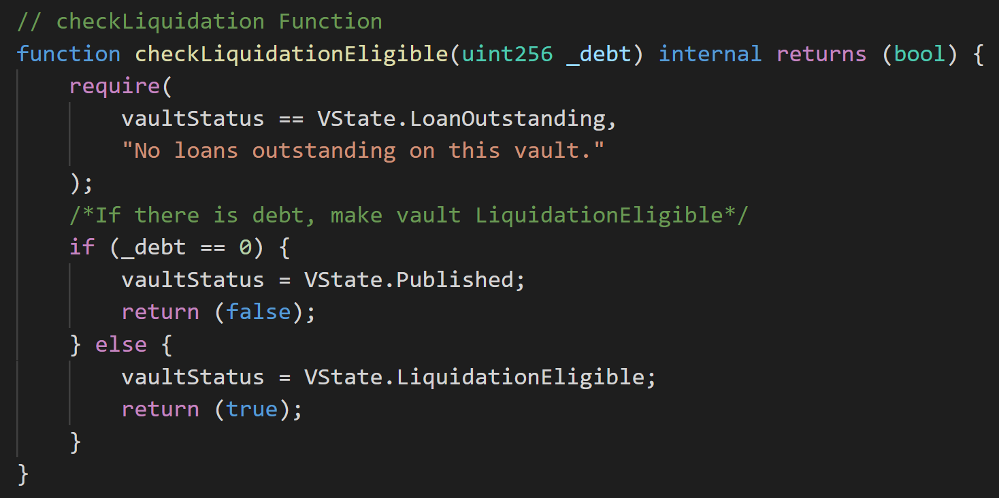 // checkLiquidation Function
function checkLiquidationEligible(uint256 _debt) internal returns (bool) {
    require(
        vaultStatus == VState.LoanOutstanding,
        "No loans outstanding on this vault."
    );
    /*If there is debt, make vault LiquidationEligible*/
    if (_debt == 0) {
        vaultStatus = VState.Published;
        return (false);
    } else {
        vaultStatus = VState.LiquidationEligible;
        return (true);
    }
}